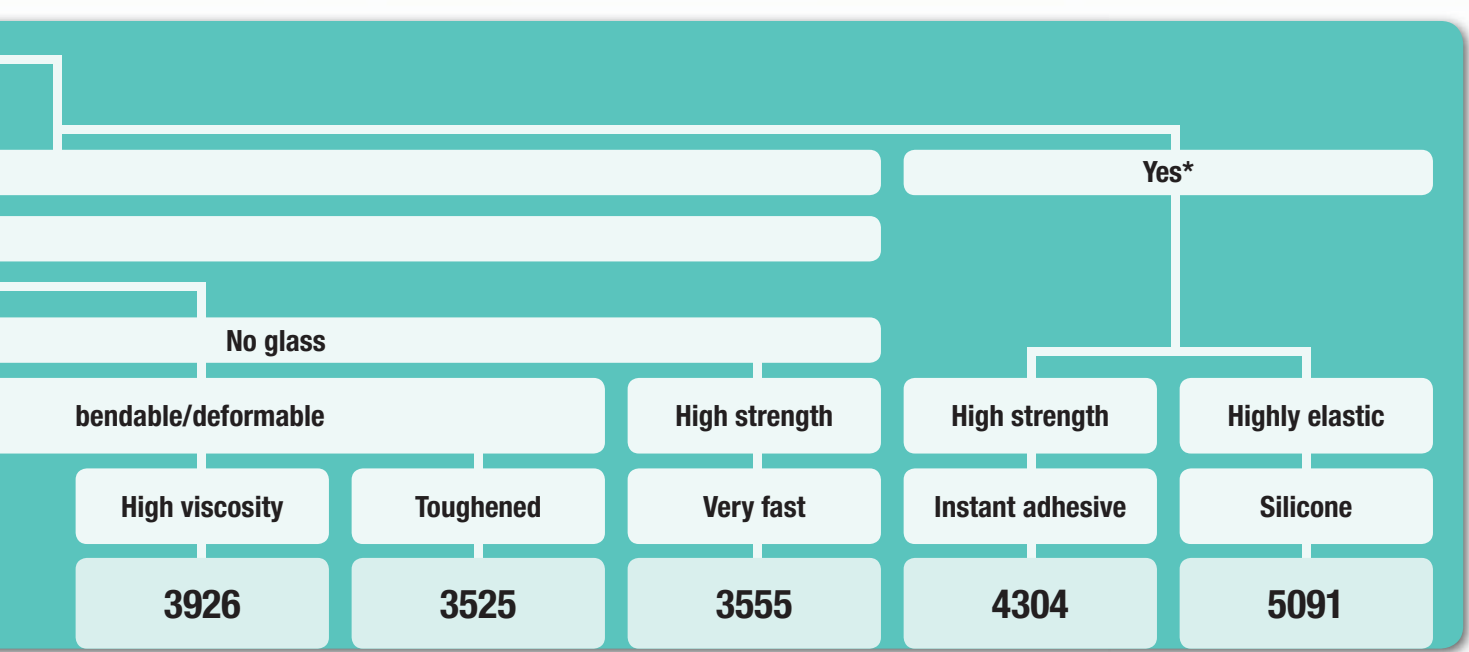 Yes*
No glass
bendable/deformable
High strength
High strength
Highly elastic
High viscosity
Toughened
Very fast
Instant adhesive
Silicone
3926
3525
3555
4304
5091